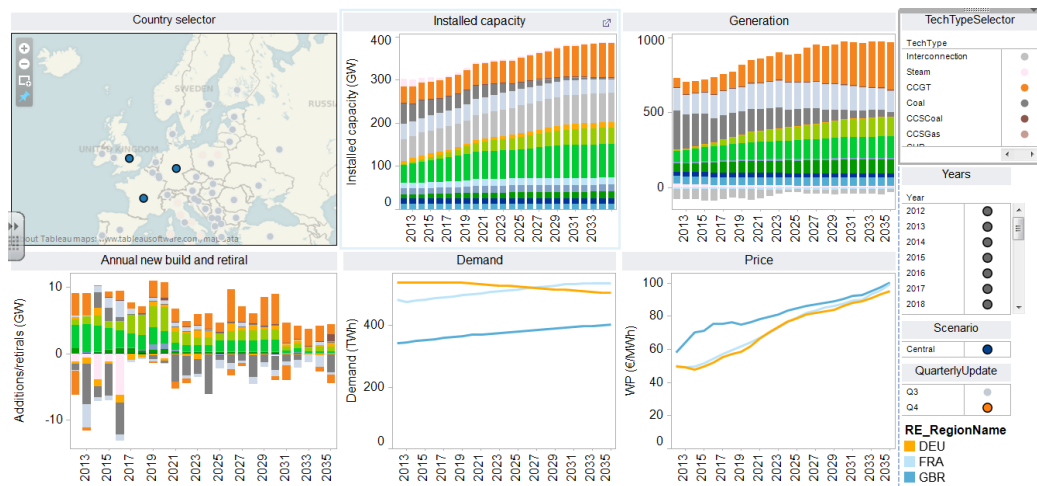 Country selector
SWEDEN
RUSS
UNITED KINGDOM
FRANCE
out Tableau maps: www.tableausoftware.com/mapdata
Installed capacity
Installed capacity (GW)
400
300
200
100
0
2013
2015
2017
2019
2021
2023
2025
2027
2029
2031
2033
Generation
1000
500
0
2013
2015
2017
2019
2021
2023
2025
2027
2029
2031
2033
2035
TechTypeSelector
TechType
Interconnection
Steam
CCGT
Coal
CCSCoal
CCSGas
Years
Year
2012
2013
2014
2015
2016
2017
2018
Scenario
Central
QuarterlyUpdate
Q3
Q4
RE_RegionName
DEU
FRA
GBR
Annual new build and retiral
Additions/retirals (GW)
10
0
-10
2013
2015
2017
2019
2021
2023
2025
2027
2029
2031
2033
2035
Demand
Demand (TWh)
400
200
0
2013
2015
2017
2019
2021
2023
2025
2027
2029
2031
2033
2035
Price
WP (€/MWh)
100
80
60
40
20
0
2013
2015
2017
2019
2021
2023
2025
2027
2029
2031
2033
2035